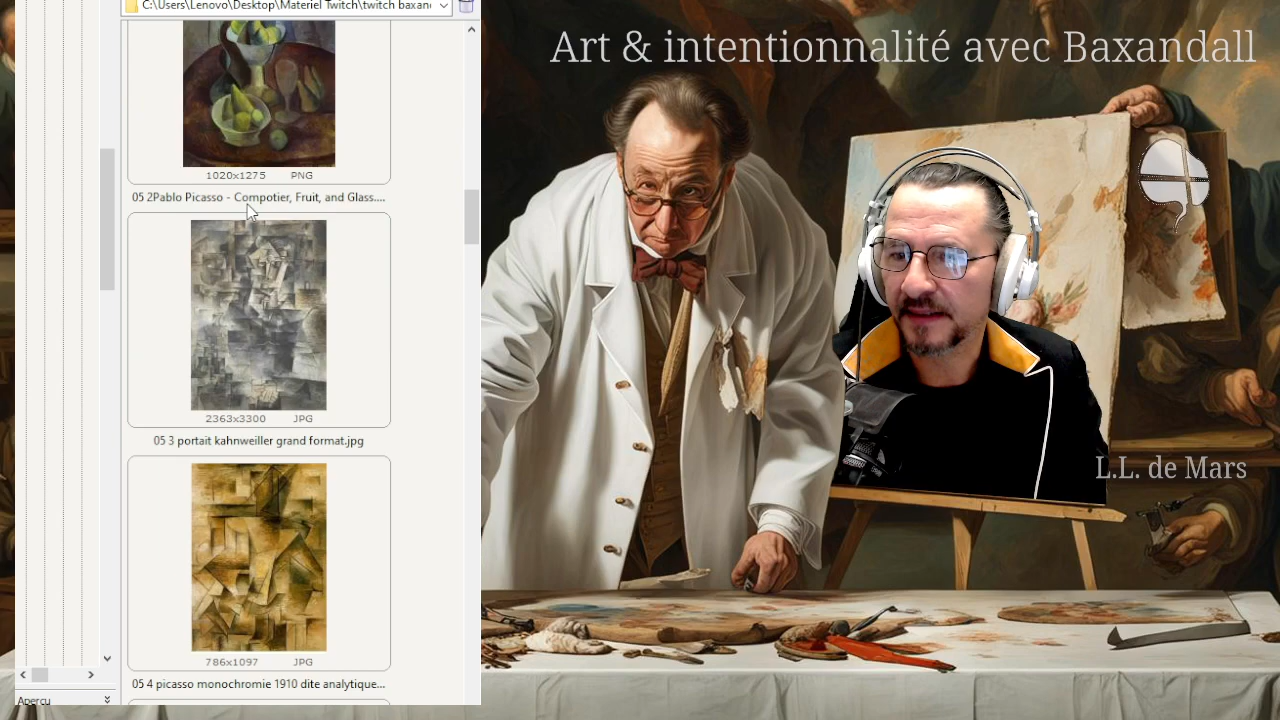 C:\Users\Lenovo\Desktop\Materiel Twitch\twitch baxan
Art & intentionnalité avec Baxandall
1020x1275 PNG
05 2Pablo Picasso - Compotier, Fruit, and Glass....
2363x3300 JPG
05 3 portait kahnweiller grand format.jpg
L.L. de Mars
786x1097 JPG
05 4 picasso monochromie 1910 dite analytique...
Aperçu